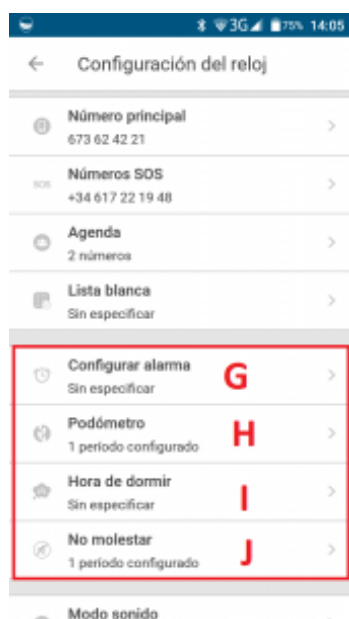 3G 75% 14:05
Configuración del reloj
Número principal
673 62 42 21
SOS
Números SOS
+34 617 22 19 48
Agenda
2 números
Lista blanca
Sin especificar
Configurar alarma
Sin especificar
G
Podómetro
1 período configurado
H
Hora de dormir
Sin especificar
I
No molestar
1 período configurado
J
Modo sonido